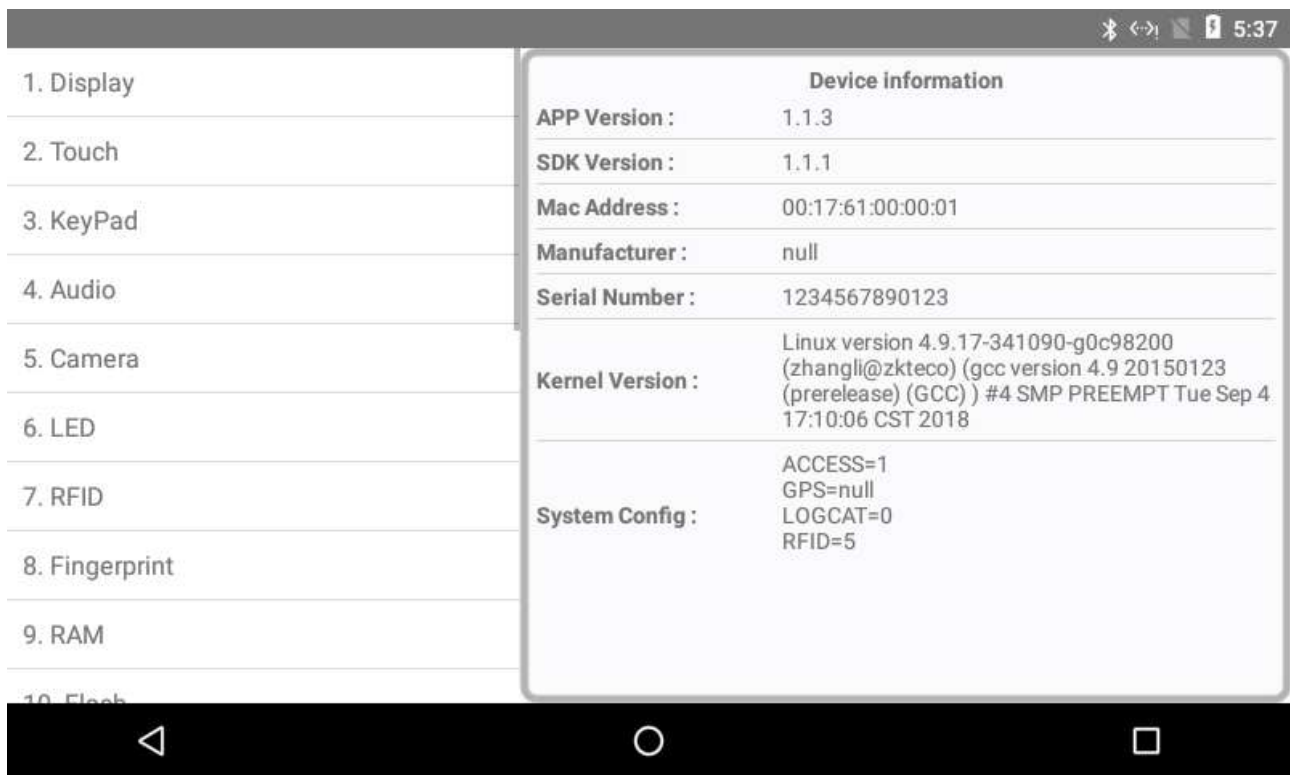 5:37
1. Display
2. Touch
3. KeyPad
4. Audio
5. Camera
6. LED
7. RFID
8. Fingerprint
9. RAM
10. Flash
Device information
APP Version : 1.1.3
SDK Version : 1.1.1
Mac Address : 00:17:61:00:00:01
Manufacturer : null
Serial Number : 1234567890123
Kernel Version :
Linux version 4.9.17-341090-g0c98200
(zhangli@zkteco) (gcc version 4.9 20150123
(prerelease) (GCC) ) #4 SMP PREEMPT Tue Sep 4
17:10:06 CST 2018
System Config :
ACCESS=1
GPS=null
LOGCAT=0
RFID=5